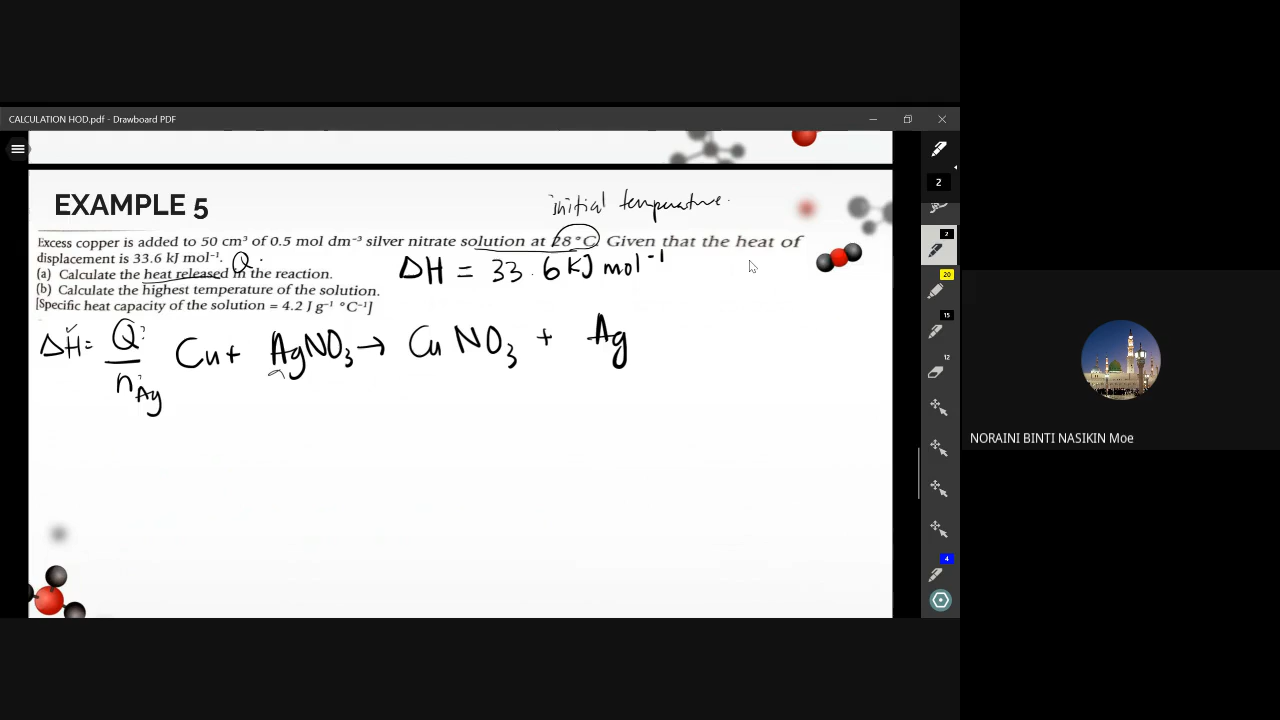 CALCULATION HOD.pdf - Drawboard PDF
2
EXAMPLE 5
initial temperature.
Excess copper is added to 50 cm³ of 0.5 mol dm⁻³ silver nitrate solution at 28 °C. Given that the heat of
displacement is 33.6 kJ mol⁻¹.
Q.
ΔH = 33.6 kJ mol⁻¹
(a) Calculate the heat released in the reaction.
(b) Calculate the highest temperature of the solution.
[Specific heat capacity of the solution = 4.2 J g⁻¹ °C⁻¹]
ΔH = Q?
n Ag
Cu + AgNO₃ → CuNO₃ + Ag
2
20
15
12
4
NORAINI BINTI NASIKIN Moe